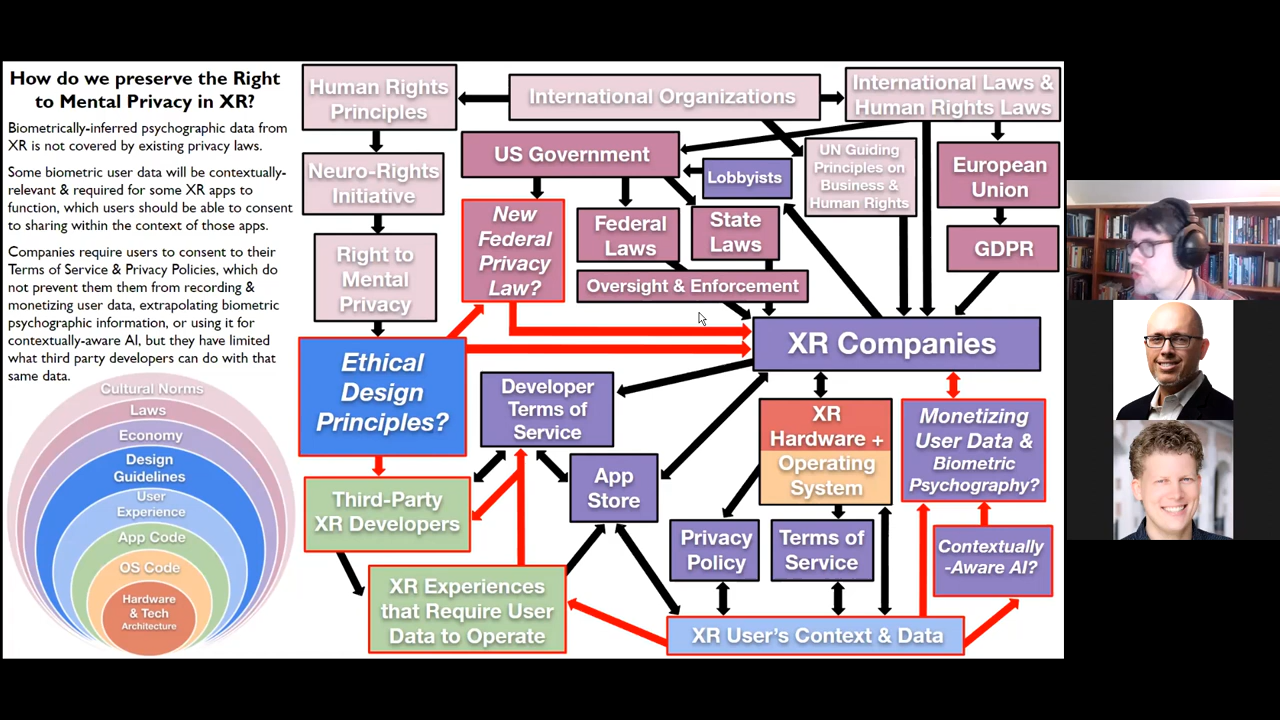 How do we preserve the Right
to Mental Privacy in XR?
Biometrically-inferred psychographic data from
XR is not covered by existing privacy laws.
Some biometric user data will be contextually-
relevant & required for some XR apps to
function, which users should be able to consent
to sharing within the context of those apps.
Companies require users to consent to their
Terms of Service & Privacy Policies, which do
not prevent them them from recording &
monetizing user data, extrapolating biometric
psychographic information, or using it for
contextually-aware AI, but they have limited
what third party developers can do with that
same data.
Cultural Norms
Laws
Economy
Design
Guidelines
User
Experience
App Code
OS Code
Hardware
& Tech
Architecture
Human Rights
Principles
International Organizations
International Laws &
Human Rights Laws
Neuro-Rights
Initiative
US Government
Lobbyists
UN Guiding
Principles on
Business &
Human Rights
European
Union
Right to
Mental
Privacy
New
Federal
Privacy
Law?
Federal
Laws
State
Laws
GDPR
Oversight & Enforcement
XR Companies
Ethical
Design
Principles?
Developer
Terms of
Service
App
Store
XR
Hardware +
Operating
System
Monetizing
User Data &
Biometric
Psychography?
Third-Party
XR Developers
Privacy
Policy
Terms of
Service
Contextually
-Aware AI?
XR Experiences
that Require User
Data to Operate
XR User's Context & Data